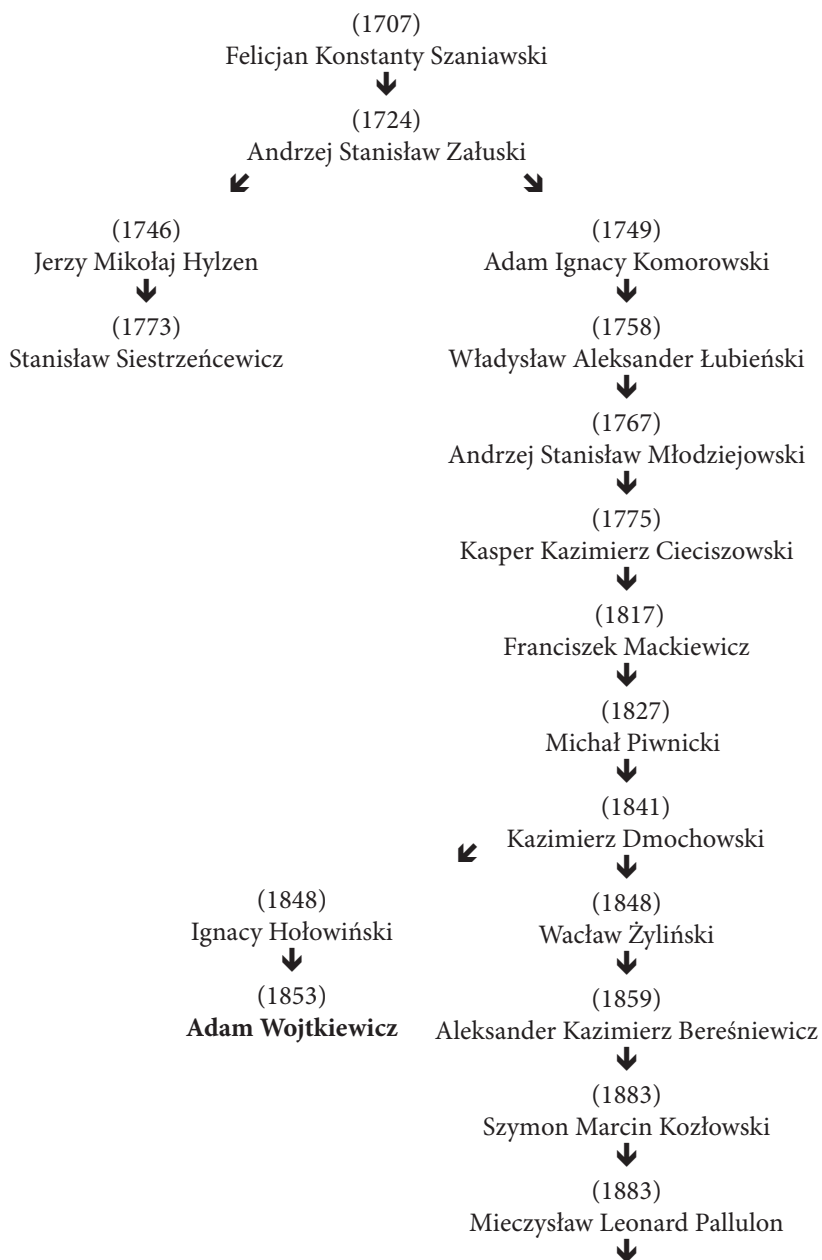 (1707)
Felicjan Konstanty Szaniawski
(1724)
Andrzej Stanisław Załuski
(1746)
Jerzy Mikołaj Hylzen
(1773)
Stanisław Siestrzeńcewicz
(1749)
Adam Ignacy Komorowski
(1758)
Władysław Aleksander Łubieński
(1767)
Andrzej Stanisław Młodziejowski
(1775)
Kasper Kazimierz Cieciszowski
(1817)
Franciszek Mackiewicz
(1827)
Michał Piwnicki
(1841)
Kazimierz Dmochowski
(1848)
Ignacy Hołowiński
(1853)
Adam Wojtkiewicz
(1848)
Wacław Żyliński
(1859)
Aleksander Kazimierz Bereśniewicz
(1883)
Szymon Marcin Kozłowski
(1883)
Mieczysław Leonard Pallulon